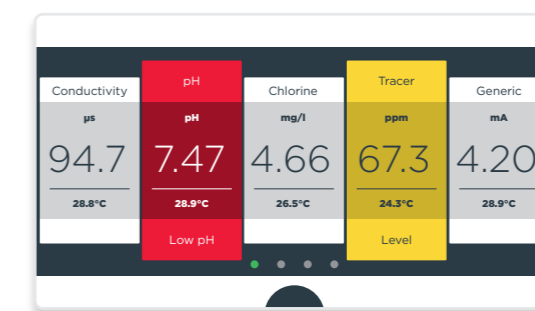 Conductivity
µs
94.7
28.8°C
pH
pH
7.47
28.9°C
Low pH
Chlorine
mg/l
4.66
26.5°C
Tracer
ppm
67.3
24.3°C
Level
Generic
mA
4.20
28.9°C